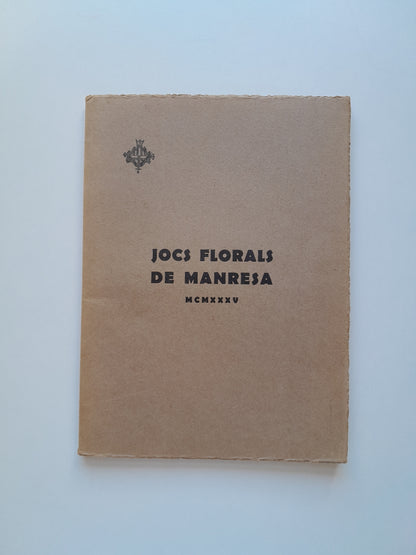 JOCS FLORALS
DE MANRESA
MCMXXXV